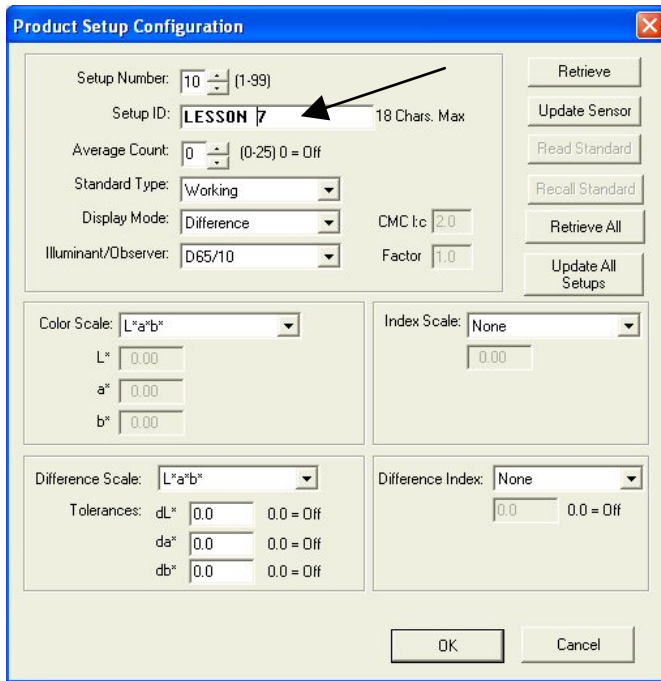 Product Setup Configuration
Setup Number: 10 (1-99)
Setup ID: LESSON 7 18 Chars. Max
Average Count: 0 (0-25) 0 = Off
Standard Type: Working
Display Mode: Difference CMC l:c 2.0
Illuminant/Observer: D65/10 Factor 1.0
Retrieve
Update Sensor
Read Standard
Recall Standard
Retrieve All
Update All
Setups
Color Scale: L*a*b*
L* 0.00
a* 0.00
b* 0.00
Index Scale: None
0.00
Difference Scale: L*a*b*
Tolerances: dL* 0.0 0.0 = Off
da* 0.0 0.0 = Off
db* 0.0 0.0 = Off
Difference Index: None
0.0 0.0 = Off
OK Cancel